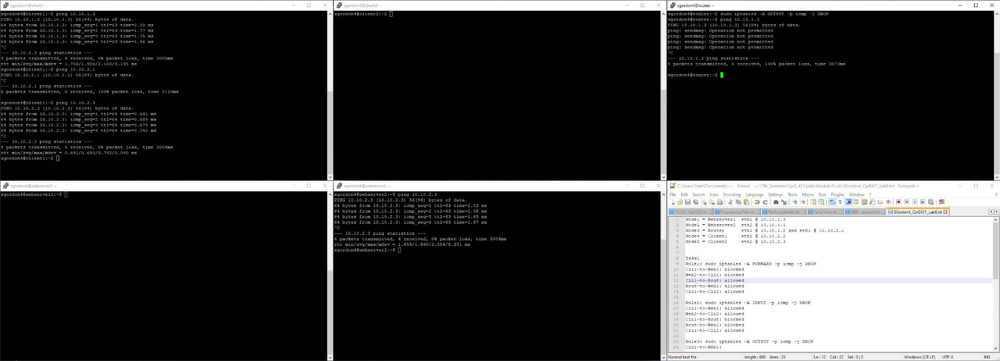 sgordon4@client1: ~
sgordon4@client1:~$ ping 10.10.1.3
PING 10.10.1.3 (10.10.1.3) 56(84) bytes of data.
64 bytes from 10.10.1.3: icmp_seq=1 ttl=63 time=2.10 ms
64 bytes from 10.10.1.3: icmp_seq=2 ttl=63 time=1.77 ms
64 bytes from 10.10.1.3: icmp_seq=3 ttl=63 time=1.75 ms
64 bytes from 10.10.1.3: icmp_seq=4 ttl=63 time=1.96 ms
^C
--- 10.10.1.3 ping statistics ---
4 packets transmitted, 4 received, 0% packet loss, time 3005ms
rtt min/avg/max/mdev = 1.756/1.900/2.100/0.145 ms
sgordon4@client1:~$ ping 10.10.2.1
PING 10.10.2.1 (10.10.2.1) 56(84) bytes of data.
^C
--- 10.10.2.1 ping statistics ---
6 packets transmitted, 0 received, 100% packet loss, time 5110ms
sgordon4@client1:~$ ping 10.10.2.3
PING 10.10.2.3 (10.10.2.3) 56(84) bytes of data.
64 bytes from 10.10.2.3: icmp_seq=1 ttl=64 time=0.641 ms
64 bytes from 10.10.2.3: icmp_seq=2 ttl=64 time=0.684 ms
64 bytes from 10.10.2.3: icmp_seq=3 ttl=64 time=0.674 ms
64 bytes from 10.10.2.3: icmp_seq=4 ttl=64 time=0.742 ms
^C
--- 10.10.2.3 ping statistics ---
4 packets transmitted, 4 received, 0% packet loss, time 3004ms
rtt min/avg/max/mdev = 0.641/0.685/0.742/0.040 ms
sgordon4@client1:~$
sgordon4@client2: ~
sgordon4@client2:~$
sgordon4@router: ~
sgordon4@router:~$ sudo iptables -A OUTPUT -p icmp -j DROP
sgordon4@router:~$ ping 10.10.1.3
PING 10.10.1.3 (10.10.1.3) 56(84) bytes of data.
ping: sendmsg: Operation not permitted
ping: sendmsg: Operation not permitted
ping: sendmsg: Operation not permitted
ping: sendmsg: Operation not permitted
^C
--- 10.10.1.3 ping statistics ---
4 packets transmitted, 0 received, 100% packet loss, time 3073ms
sgordon4@router:~$
sgordon4@webserver1: ~
sgordon4@webserver1:~$
sgordon4@webserver2: ~
sgordon4@webserver2:~$ ping 10.10.2.3
PING 10.10.2.3 (10.10.2.3) 56(84) bytes of data.
64 bytes from 10.10.2.3: icmp_seq=1 ttl=63 time=2.02 ms
64 bytes from 10.10.2.3: icmp_seq=2 ttl=63 time=2.08 ms
64 bytes from 10.10.2.3: icmp_seq=3 ttl=63 time=1.65 ms
64 bytes from 10.10.2.3: icmp_seq=4 ttl=63 time=1.67 ms
^C
--- 10.10.2.3 ping statistics ---
4 packets transmitted, 4 received, 0% packet loss, time 3004ms
rtt min/avg/max/mdev = 1.659/1.860/2.084/0.201 ms
sgordon4@webserver2:~$
C:\Users\Sean\Documents\-=- School -=-\7th_Semester\CprE_431\Labs\Module 6 Lab\SGordon4_CprE431_Lab6.txt - Notepad++
File Edit Search View Encoding Language Settings Tools Macro Run Plugins Window ? X
TODO_Fall2020.txt ProgrammingRefs.txt FileStoringNotes.txt TempTemp.txt M06 - answers.txt SGordon4_CprE431_Lab6.txt
1 Node1 = Webserver1 eth1 @ 10.10.1.3
2 Node2 = Webserver2 eth2 @ 10.10.1.1
3 Node3 = Router eth1 @ 10.10.1.2 and eth1 @ 10.10.2.1
4 Node4 = Client1 eth2 @ 10.10.2.2
5 Node5 = Client2 eth2 @ 10.10.2.3
6
7
8 Task1
9 Rule1: sudo iptables -A FORWARD -p icmp -j DROP
10 Cli1-to-Web1: blocked
11 Web2-to-Cli2: blocked
12 Cli1-to-Rout: allowed
13 Rout-to-Web1: allowed
14 Cli1-to-Cli2: allowed
15
16 Rule2: sudo iptables -A INPUT -p icmp -j DROP
17 Cli1-to-Web1: allowed
18 Web2-to-Cli2: allowed
19 Cli1-to-Rout: blocked
20 Rout-to-Web1: blocked
21 Cli1-to-Cli2: allowed
22
23 Rule3: sudo iptables -A OUTPUT -p icmp -j DROP
24 Cli1-to-Web1:
Normal text file length : 668 lines : 29 Ln : 12 Col : 22 Sel : 0 | 0 Windows (CR LF) UTF-8 INS